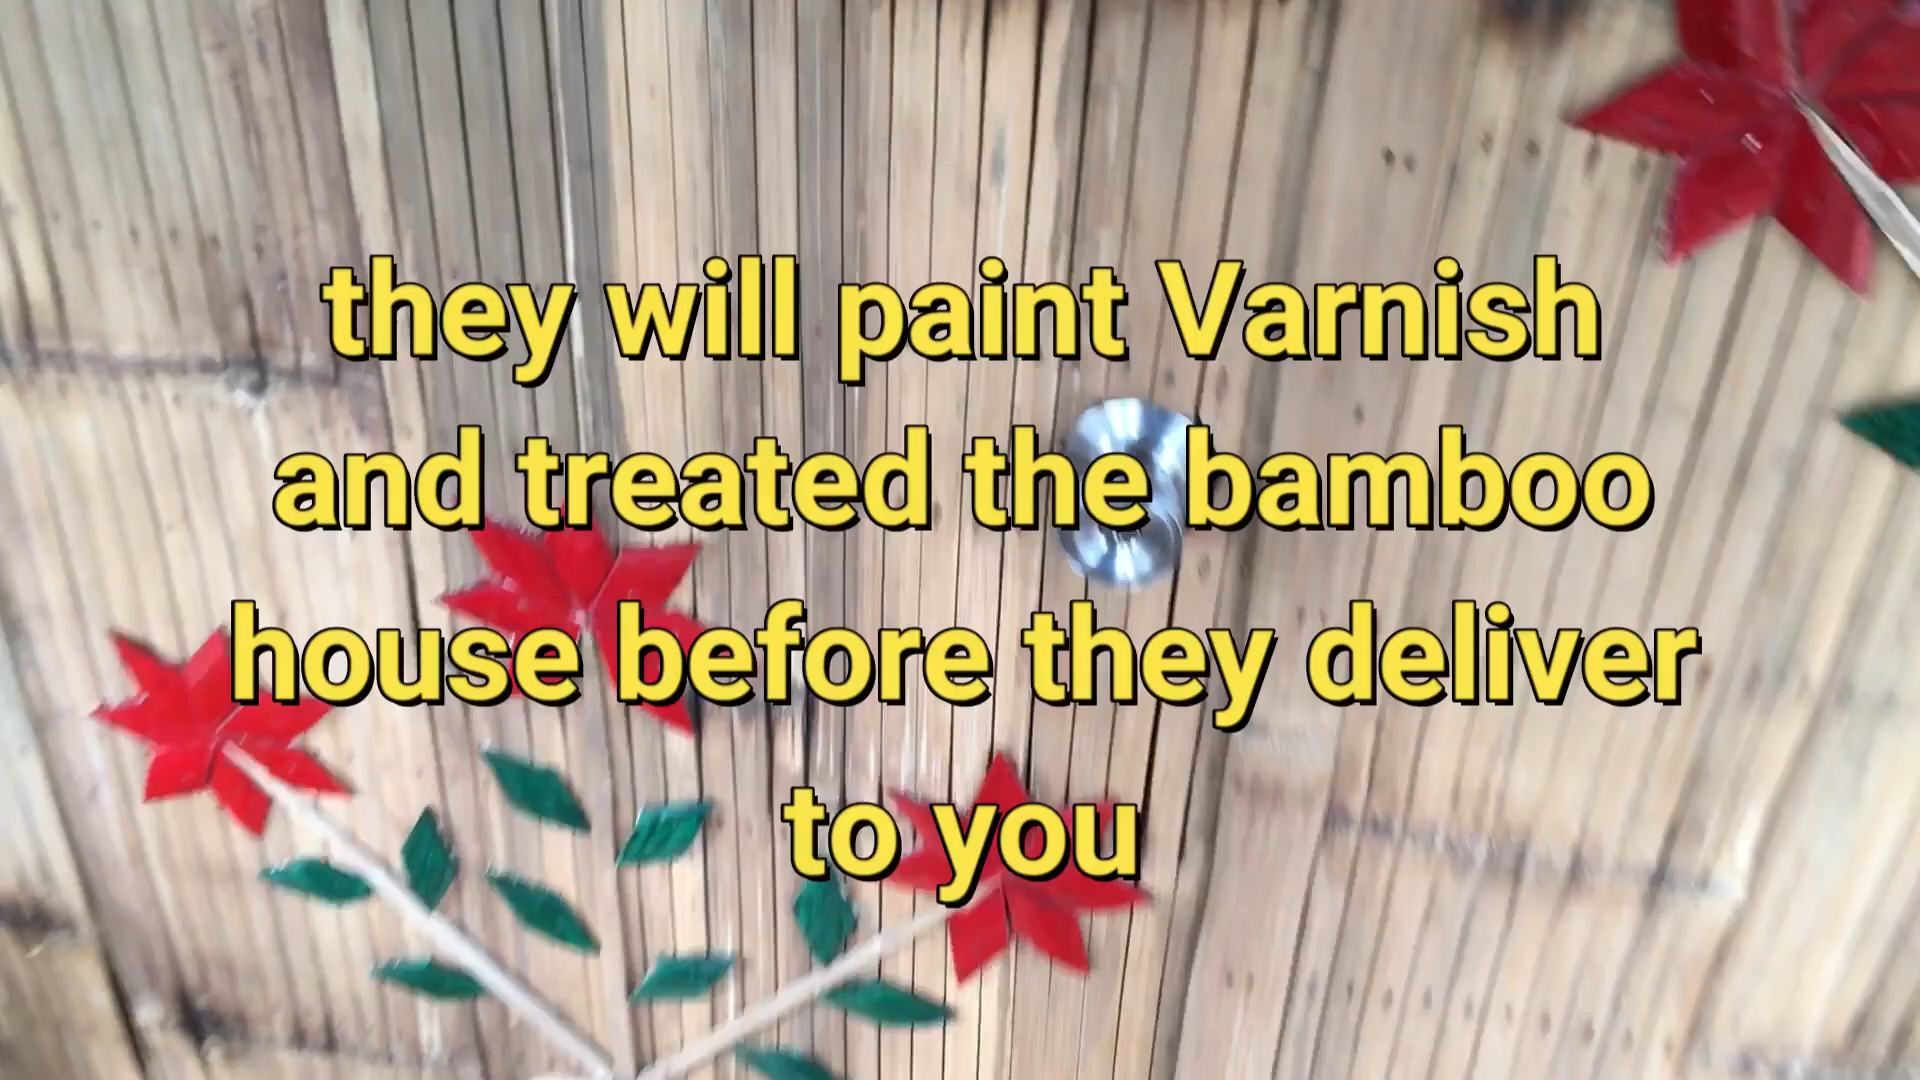 they will paint Varnish
and treated the bamboo
house before they deliver
to you